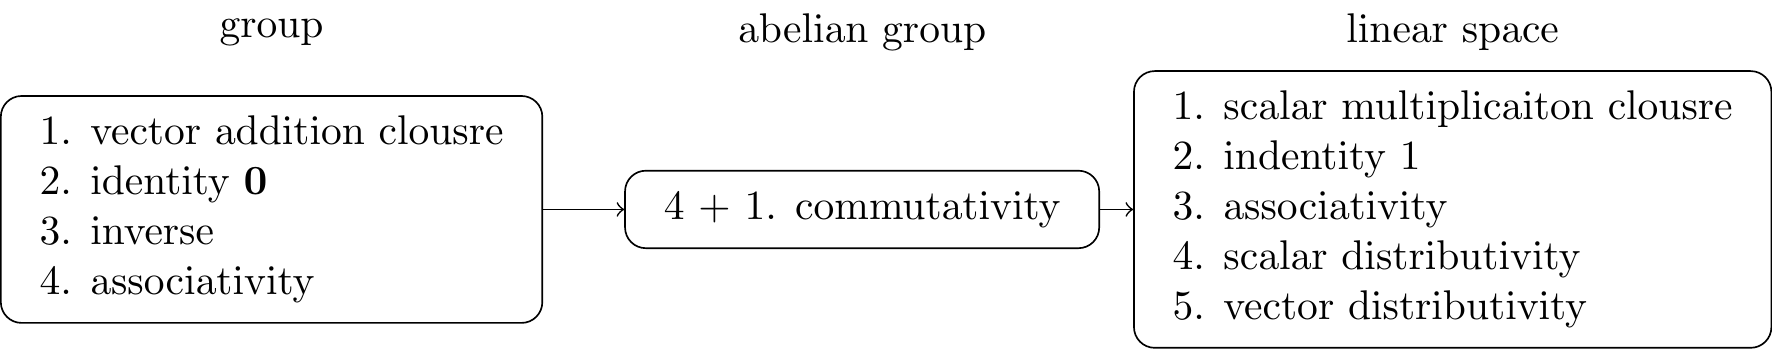 group
1. vector addition clousre
2. identity 0
3. inverse
4. associativity
abelian group
4 + 1. commutativity
linear space
1. scalar multiplicaiton clousre
2. indentity 1
3. associativity
4. scalar distributivity
5. vector distributivity